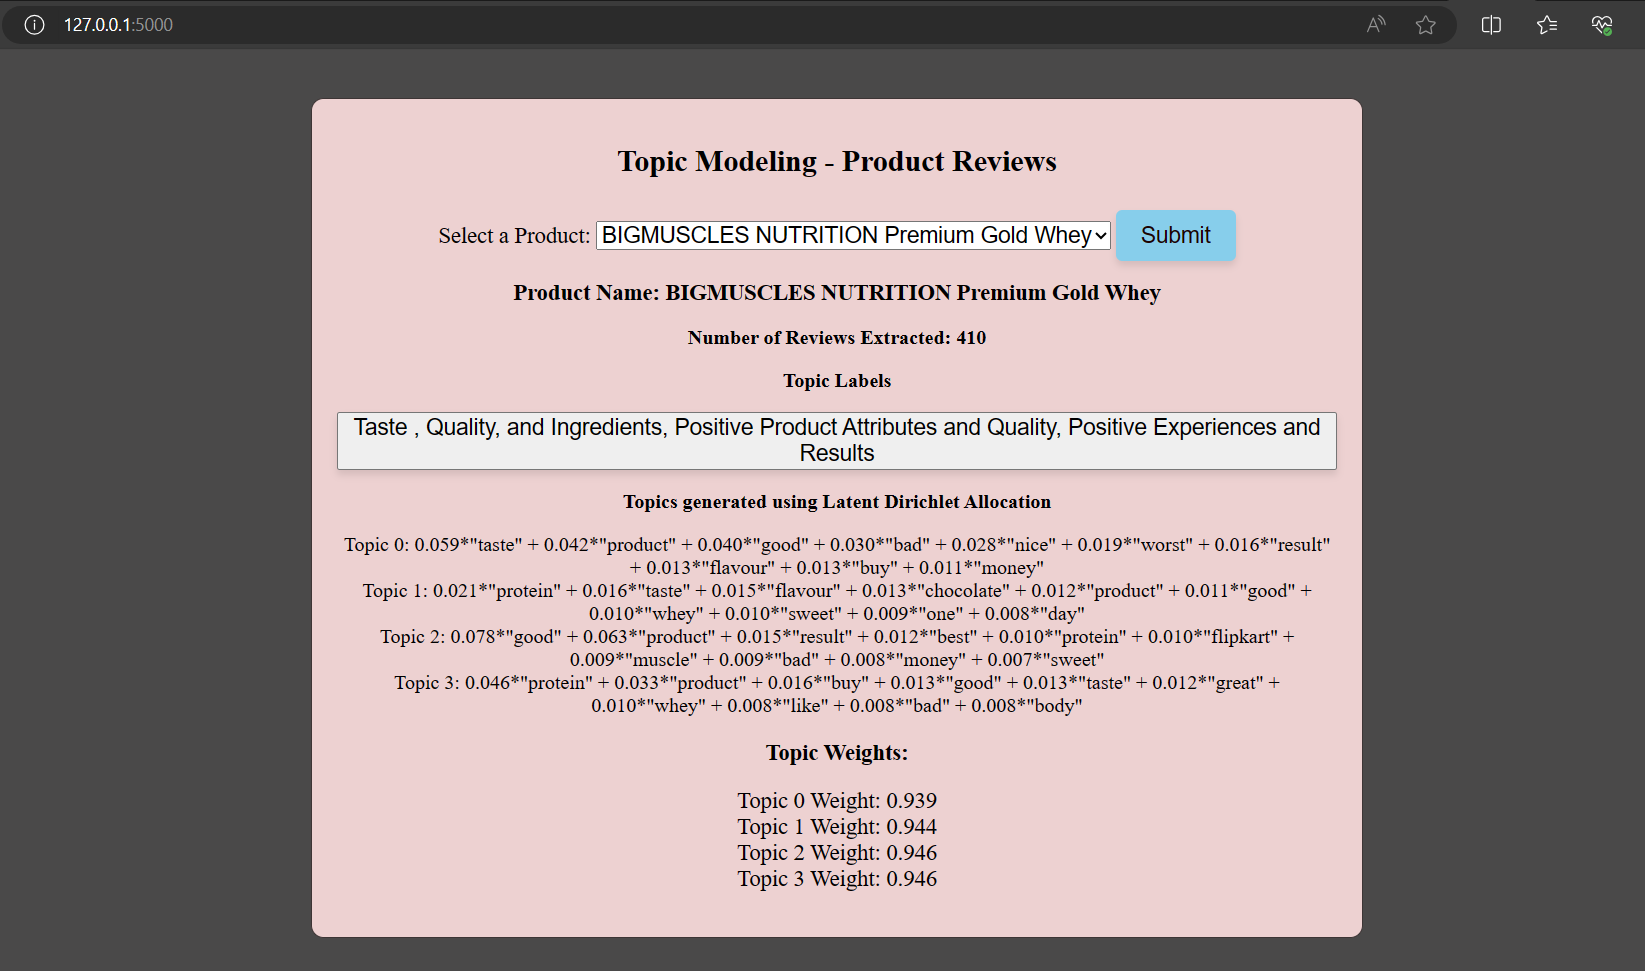 127.0.0.1:5000
Topic Modeling - Product Reviews
Select a Product: BIGMUSCLES NUTRITION Premium Gold Whey Submit
Product Name: BIGMUSCLES NUTRITION Premium Gold Whey
Number of Reviews Extracted: 410
Topic Labels
Taste , Quality, and Ingredients, Positive Product Attributes and Quality, Positive Experiences and
Results
Topics generated using Latent Dirichlet Allocation
Topic 0: 0.059*"taste" + 0.042*"product" + 0.040*"good" + 0.030*"bad" + 0.028*"nice" + 0.019*"worst" + 0.016*"result"
+ 0.013*"flavour" + 0.013*"buy" + 0.011*"money"
Topic 1: 0.021*"protein" + 0.016*"taste" + 0.015*"flavour" + 0.013*"chocolate" + 0.012*"product" + 0.011*"good" +
0.010*"whey" + 0.010*"sweet" + 0.009*"one" + 0.008*"day"
Topic 2: 0.078*"good" + 0.063*"product" + 0.015*"result" + 0.012*"best" + 0.010*"protein" + 0.010*"flipkart" +
0.009*"muscle" + 0.009*"bad" + 0.008*"money" + 0.007*"sweet"
Topic 3: 0.046*"protein" + 0.033*"product" + 0.016*"buy" + 0.013*"good" + 0.013*"taste" + 0.012*"great" +
0.010*"whey" + 0.008*"like" + 0.008*"bad" + 0.008*"body"
Topic Weights:
Topic 0 Weight: 0.939
Topic 1 Weight: 0.944
Topic 2 Weight: 0.946
Topic 3 Weight: 0.946